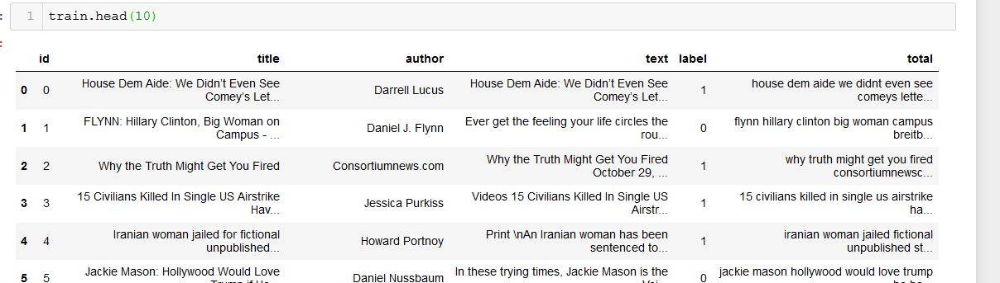 1 train.head(10)
id title author text label total
0 0 House Dem Aide: We Didn’t Even See Comey’s Let... Darrell Lucus House Dem Aide: We Didn’t Even See Comey’s Let... 1 house dem aide we didnt even see comeys lette...
1 1 FLYNN: Hillary Clinton, Big Woman on Campus - ... Daniel J. Flynn Ever get the feeling your life circles the rou... 0 flynn hillary clinton big woman campus breitb...
2 2 Why the Truth Might Get You Fired Consortiumnews.com Why the Truth Might Get You Fired October 29, ... 1 why truth might get you fired consortiumnewsc...
3 3 15 Civilians Killed In Single US Airstrike Hav... Jessica Purkiss Videos 15 Civilians Killed In Single US Airstr... 1 15 civilians killed in single us airstrike ha...
4 4 Iranian woman jailed for fictional unpublished... Howard Portnoy Print \nAn Iranian woman has been sentenced to... 1 iranian woman jailed fictional unpublished st...
5 5 Jackie Mason: Hollywood Would Love Daniel Nussbaum In these trying times, Jackie Mason is the 0 jackie mason hollywood would love trump